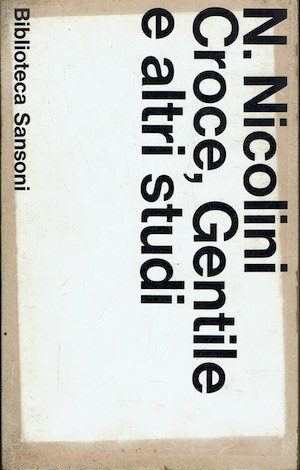 N. Nicolini
Croce, Gentile
e altri studi
Biblioteca Sansoni